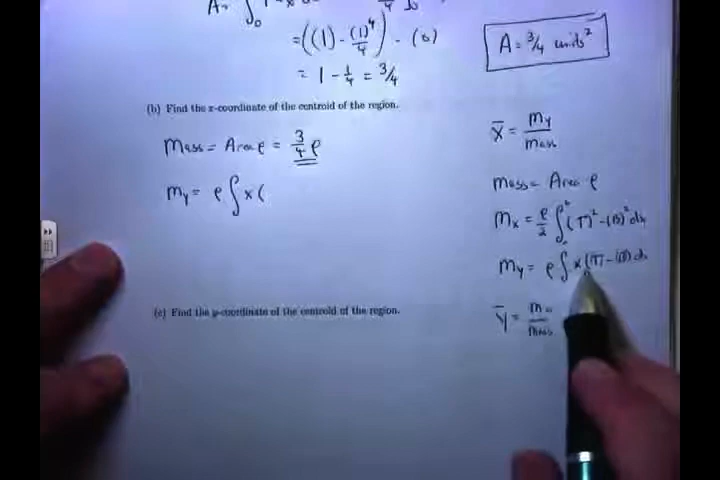 A =
= ((1) - (1)⁴/4) - (0)
= 1 - 1/4 = 3/4
A = 3/4 units²
(b) Find the x-coordinate of the centroid of the region.
Mass = Area ρ = 3/4 ρ
My = ρ ∫ x (
x̄ = My/mass
mass = Area ρ
Mx = ρ/2 ∫ (T)² - (B)² dx
My = ρ ∫ x (T) - (B) dx
(c) Find the y-coordinate of the centroid of the region.
ȳ = m /mass